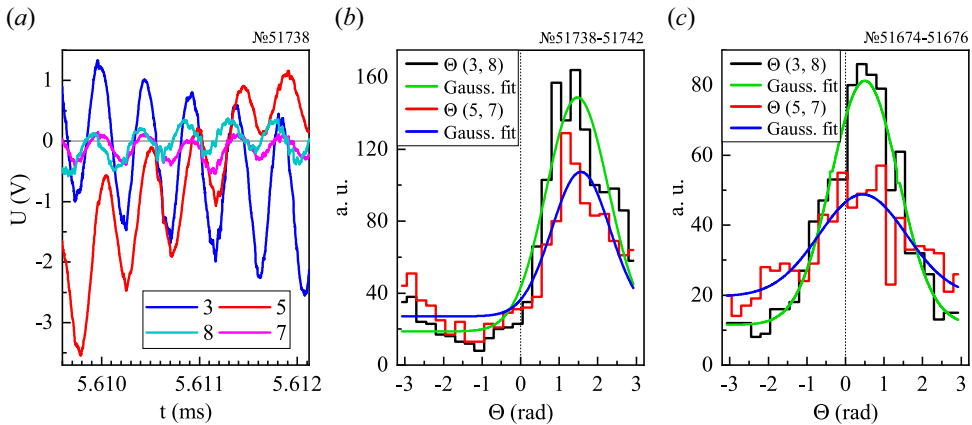 (a)
№51738
U (V)
1
0
-1
-2
-3
3 5
8 7
5.610 5.611 5.612
t (ms)
(b)
№51738-51742
Θ (3, 8)
Gauss. fit
Θ (5, 7)
Gauss. fit
a. u.
160
120
80
40
0
-3 -2 -1 0 1 2 3
Θ (rad)
(c)
№51674-51676
Θ (3, 8)
Gauss. fit
Θ (5, 7)
Gauss. fit
a. u.
80
60
40
20
0
-3 -2 -1 0 1 2 3
Θ (rad)